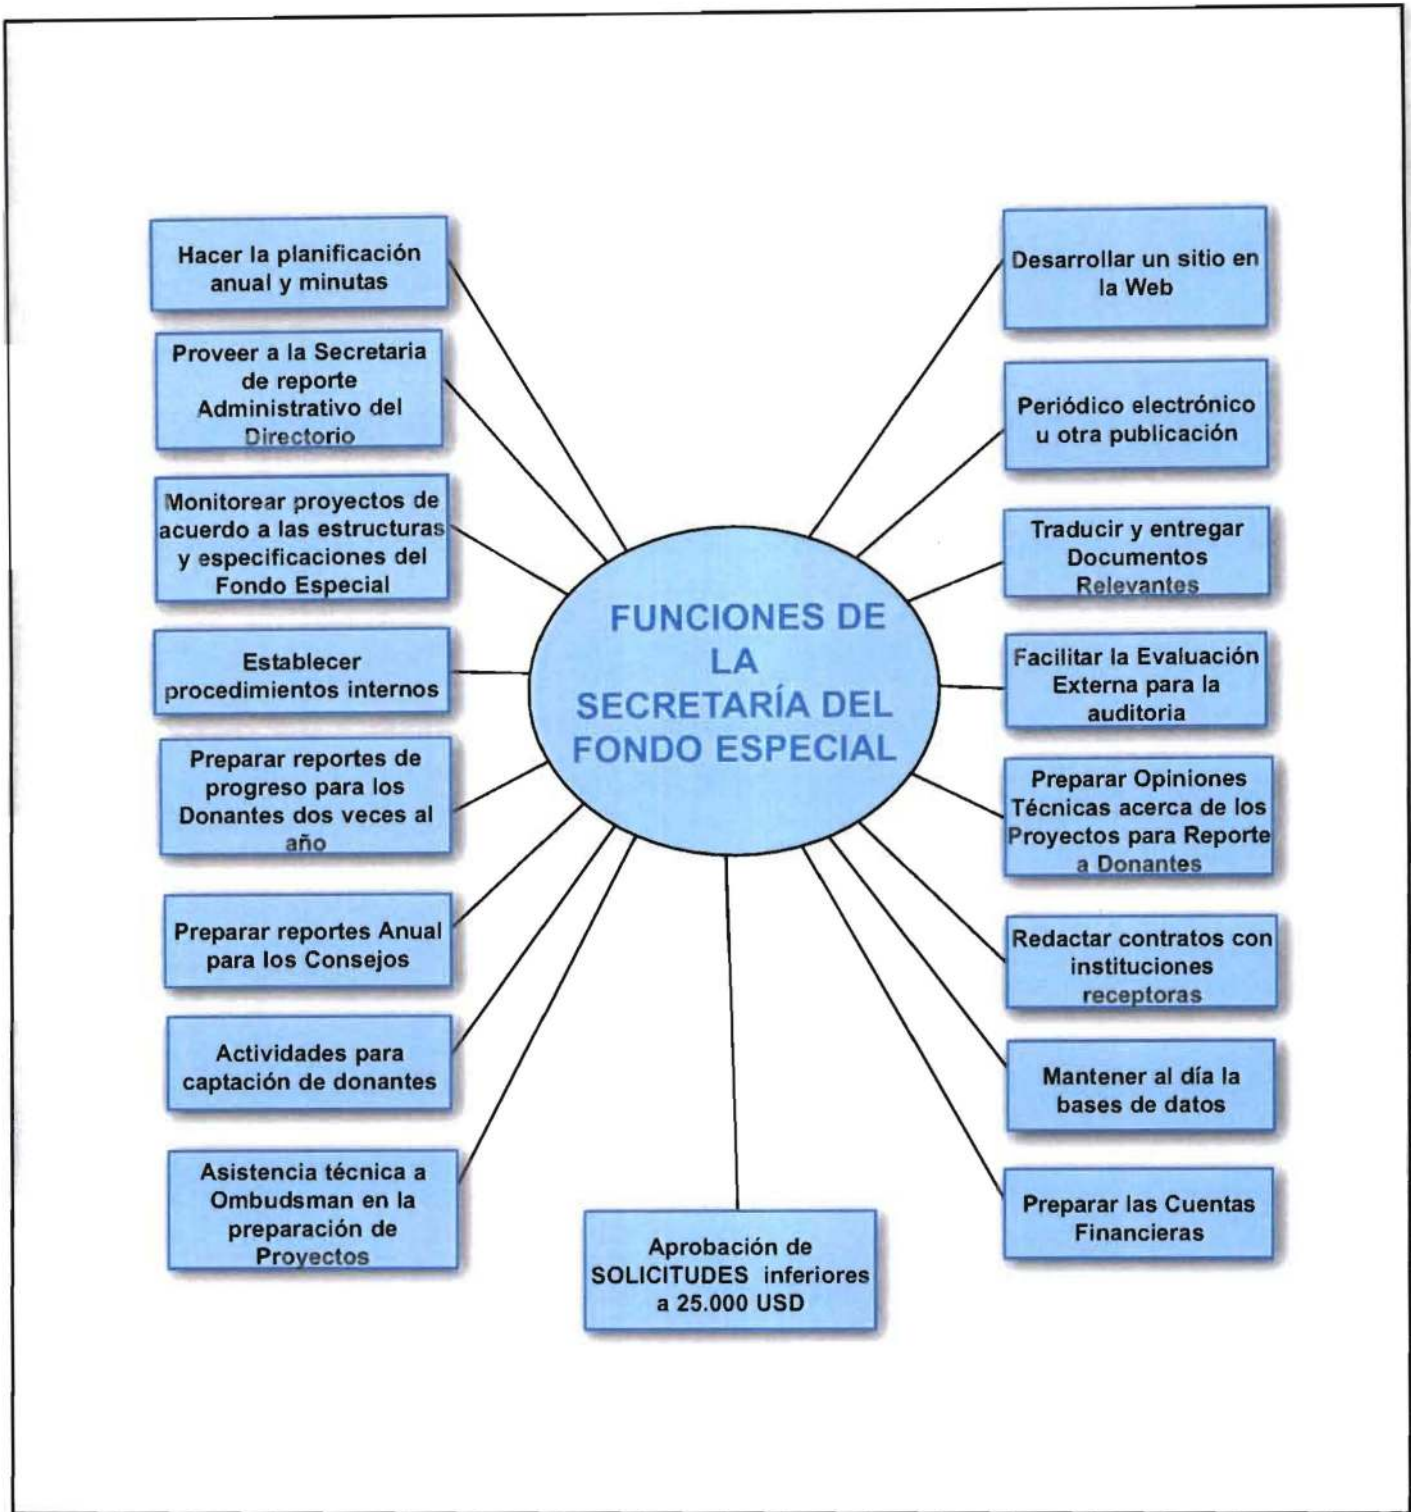 Hacer la planificación
anual y minutas
Proveer a la Secretaria
de reporte
Administrativo del
Directorio
Monitorear proyectos de
acuerdo a las estructuras
y especificaciones del
Fondo Especial
Establecer
procedimientos internos
Preparar reportes de
progreso para los
Donantes dos veces al
año
Preparar reportes Anual
para los Consejos
Actividades para
captación de donantes
Asistencia técnica a
Ombudsman en la
preparación de
Proyectos
FUNCIONES DE
LA
SECRETARÍA DEL
FONDO ESPECIAL
Aprobación de
SOLICITUDES inferiores
a 25.000 USD
Desarrollar un sitio en
la Web
Periódico electrónico
u otra publicación
Traducir y entregar
Documentos
Relevantes
Facilitar la Evaluación
Externa para la
auditoria
Preparar Opiniones
Técnicas acerca de los
Proyectos para Reporte
a Donantes
Redactar contratos con
instituciones
receptoras
Mantener al día la
bases de datos
Preparar las Cuentas
Financieras